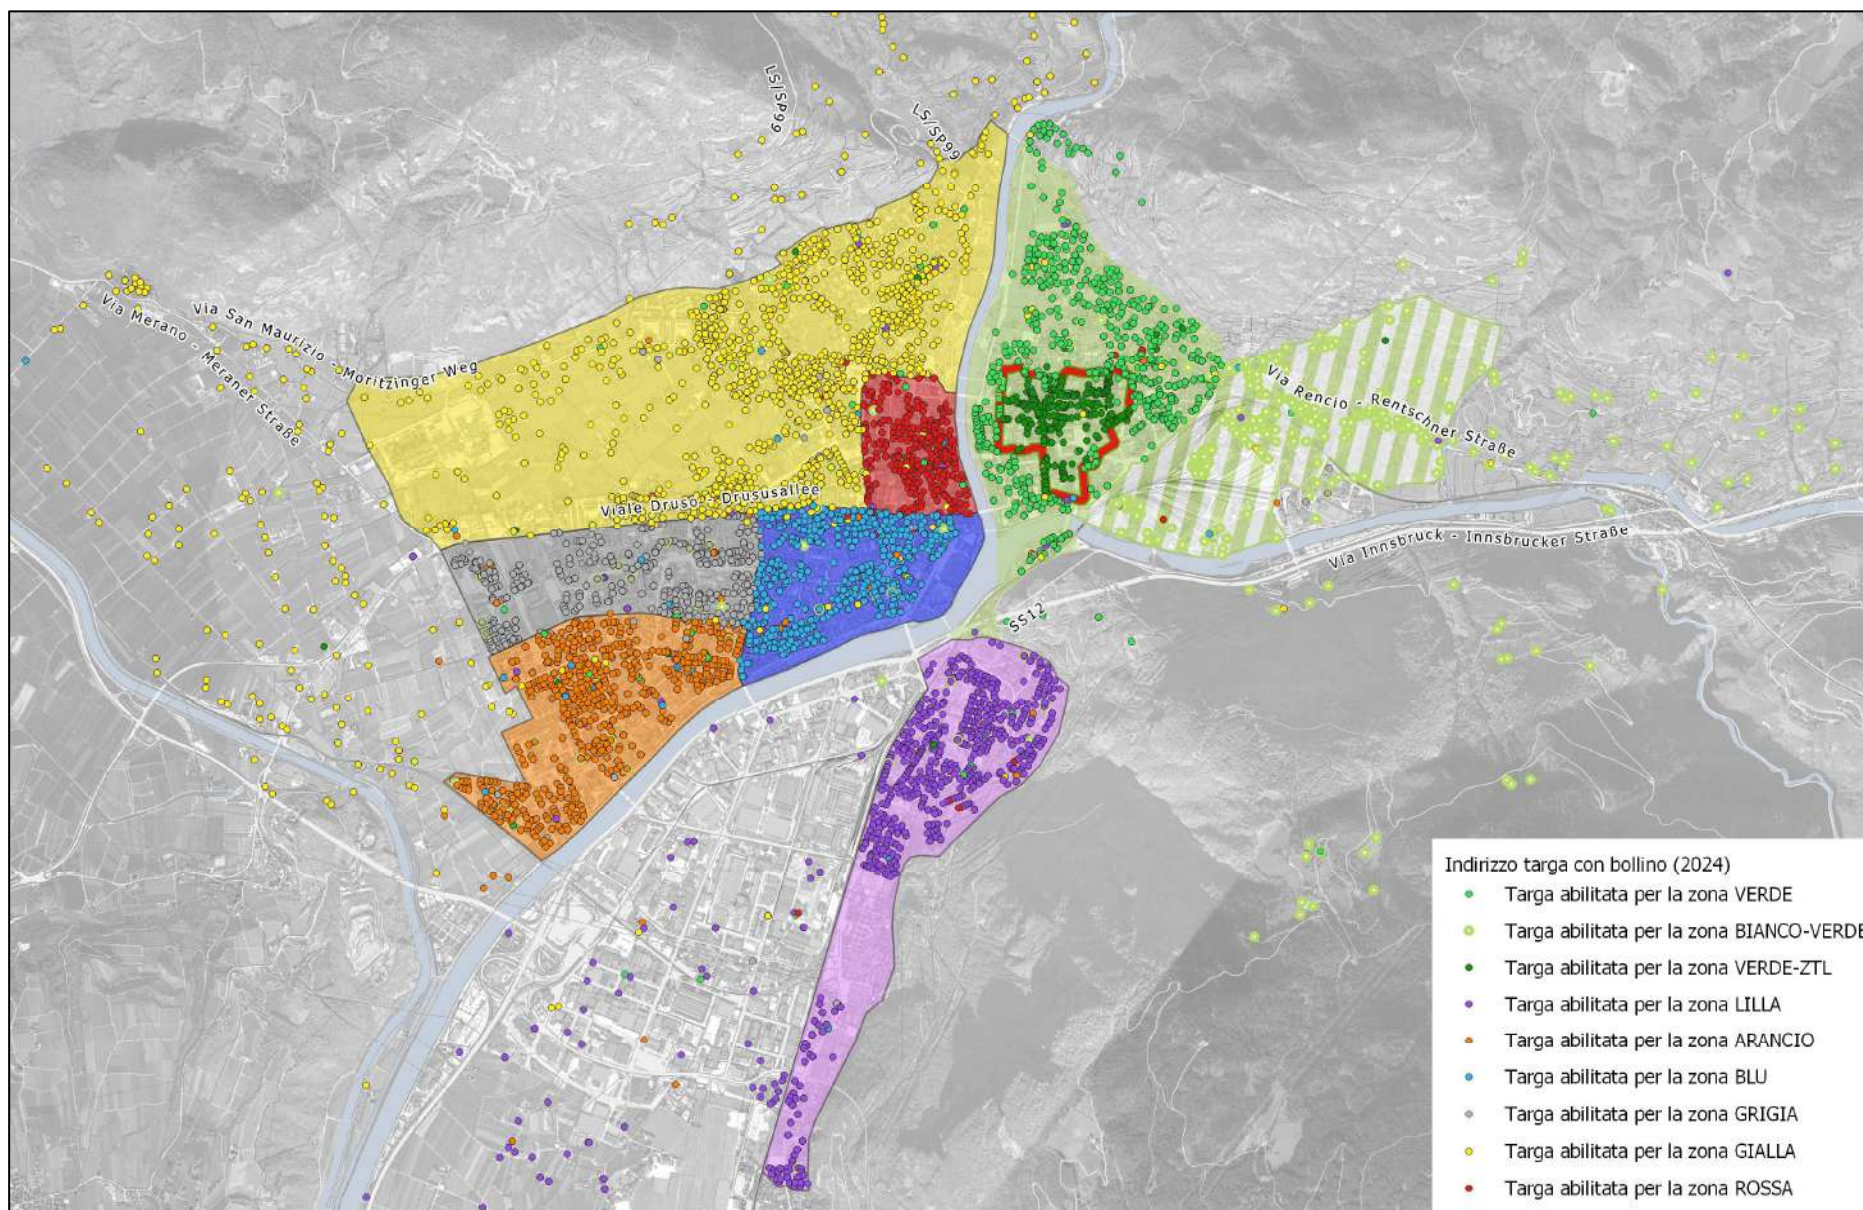 LS/SP99
LS/SP99
Via San Maurizio - Moritzinger Weg
Via Merano - Meraner Straße
Via Rencio - Rentschner Straße
Viale Druso - Drususallee
Via Innsbruck - Innsbrucker Straße
SS12
Indirizzo targa con bollino (2024)
Targa abilitata per la zona VERDE
Targa abilitata per la zona BIANCO-VERDE
Targa abilitata per la zona VERDE-ZTL
Targa abilitata per la zona LILLA
Targa abilitata per la zona ARANCIO
Targa abilitata per la zona BLU
Targa abilitata per la zona GRIGIA
Targa abilitata per la zona GIALLA
Targa abilitata per la zona ROSSA